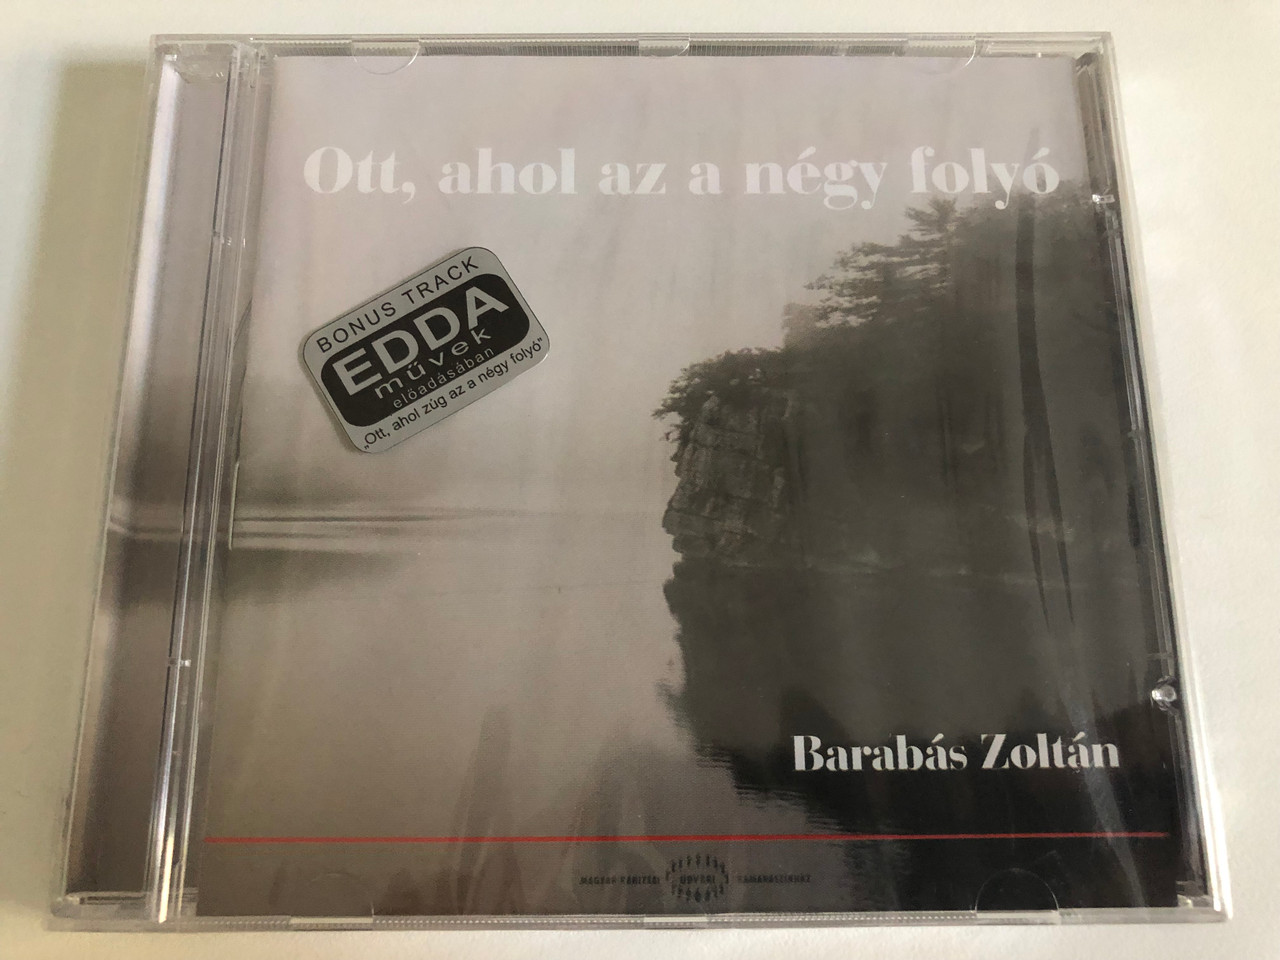 Ott, ahol az a négy folyó
BONUS TRACK
EDDA
művek
előadásában
„Ott, ahol zúg az a négy folyó”
Barabás Zoltán
MAGYAR KANIZSAI UDVARI KAMARASZÍNHÁZ